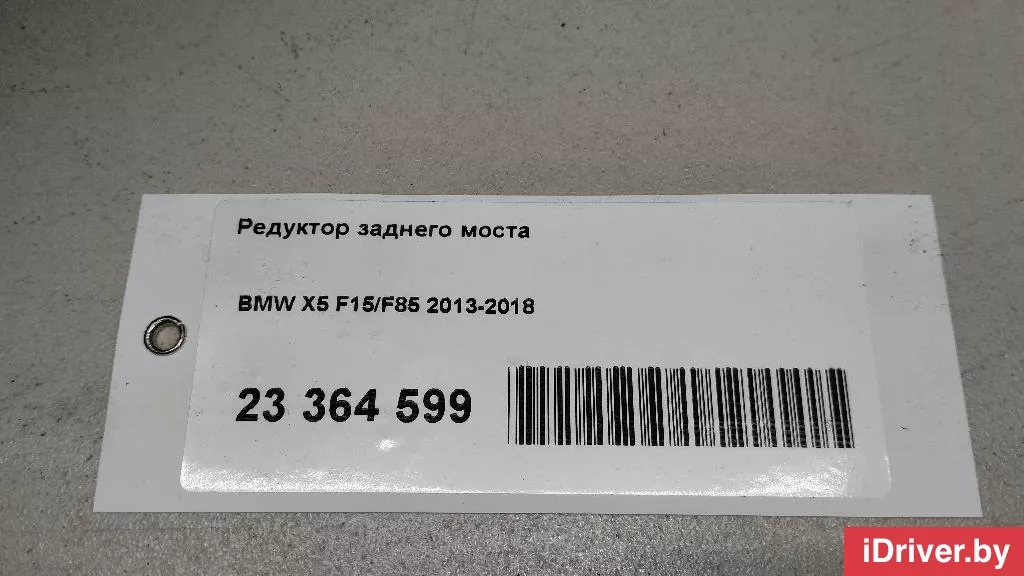 Редуктор заднего моста
BMW X5 F15/F85 2013-2018
23 364 599
iDriver.by